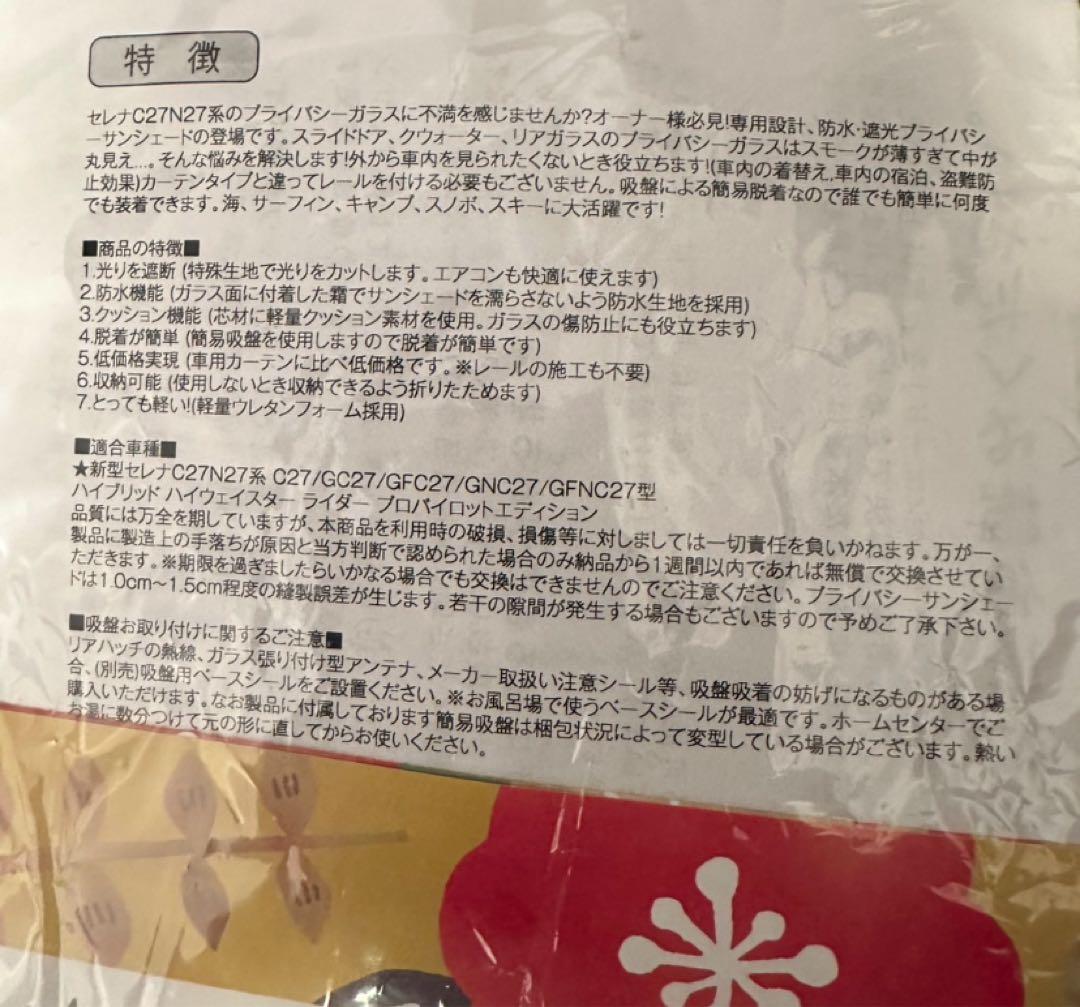 特 徴
セレナC27N27系のプライバシーガラスに不満を感じませんか?オーナー様必見!専用設計、防水・遮光プライバシ
ーサンシェードの登場です。スライドドア、クウォーター、リアガラスのプライバシーガラスはスモークが薄すぎて中が
丸見え...。そんな悩みを解決します!外から車内を見られたくないとき役立ちます!(車内の着替え,車内の宿泊、盗難防
止効果)カーテンタイプと違ってレールを付ける必要もございません。吸盤による簡易脱着なので誰でも簡単に何度
でも装着できます。海、サーフィン、キャンプ、スノボ、スキーに大活躍です!
■商品の特徴■
1.光りを遮断 (特殊生地で光りをカットします。エアコンも快適に使えます)
2.防水機能 (ガラス面に付着した霜でサンシェードを濡らさないよう防水生地を採用)
3.クッション機能 (芯材に軽量クッション素材を使用。ガラスの傷防止にも役立ちます)
4.脱着が簡単 (簡易吸盤を使用しますので脱着が簡単です)
5.低価格実現 (車用カーテンに比べ低価格です。※レールの施工も不要)
6.収納可能 (使用しないとき収納できるよう折りたためます)
7.とっても軽い!(軽量ウレタンフォーム採用)
■適合車種■
★新型セレナC27N27系 C27/GC27/GFC27/GNC27/GFNC27型
ハイブリッド ハイウェイスター ライダー プロパイロットエディション
品質には万全を期していますが、本商品を利用時の破損、損傷等に対しましては一切責任を負いかねます。万が一、
製品に製造上の手落ちが原因と当方判断で認められた場合のみ納品から1週間以内であれば無償で交換させてい
ただきます。※期限を過ぎましたらいかなる場合でも交換はできませんのでご注意ください。プライバシーサンシェー
ドは1.0cm～1.5cm程度の縫製誤差が生じます。若干の隙間が発生する場合もございますので予めご了承下さい。
■吸盤お取り付けに関するご注意■
リアハッチの熱線、ガラス張り付け型アンテナ、メーカー取扱い注意シール等、吸盤吸着の妨げになるものがある場
合、(別売)吸盤用ベースシールをご設置ください。※お風呂場で使うベースシールが最適です。ホームセンターでご
購入いただけます。なお製品に付属しております簡易吸盤は梱包状況によって変型している場合がございます。熱い
お湯に数分つけて元の形に直してからお使いください。